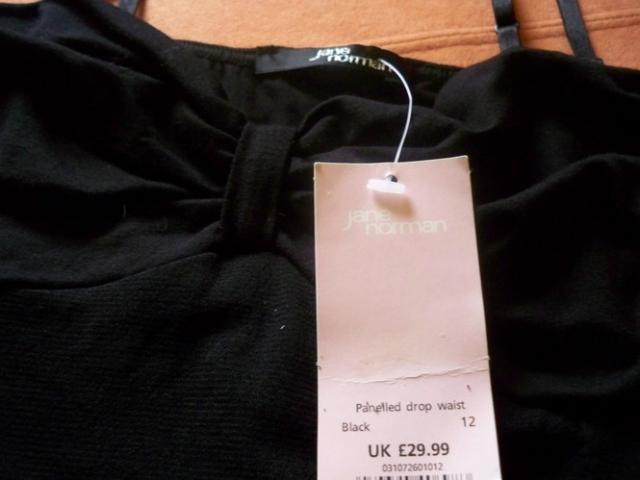 jane
norman
jane
norman
Panelled drop waist
Black 12
UK £29.99
031072601012